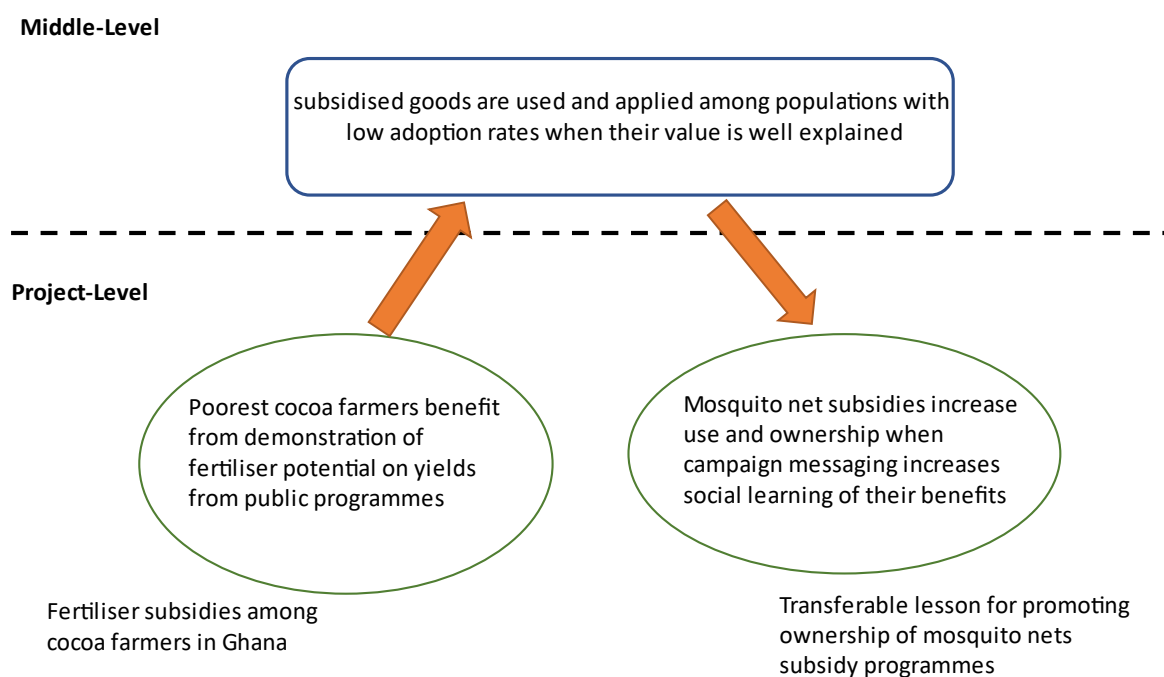 Middle-Level
subsidised goods are used and applied among populations with
low adoption rates when their value is well explained
Project-Level
Poorest cocoa farmers benefit
from demonstration of
fertiliser potential on yields
from public programmes
Mosquito net subsidies increase
use and ownership when
campaign messaging increases
social learning of their benefits
Fertiliser subsidies among
cocoa farmers in Ghana
Transferable lesson for promoting
ownership of mosquito nets
subsidy programmes